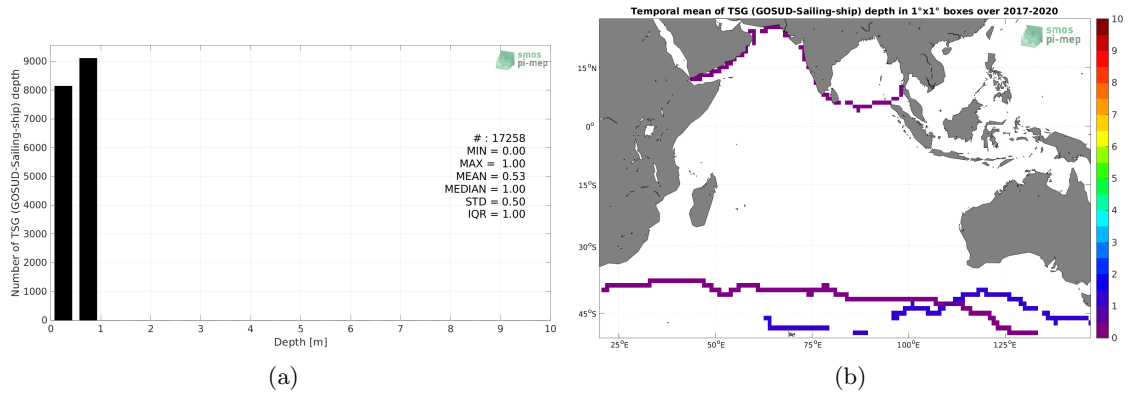 Number of TSG (GOSUD-Sailing-ship) depth
9000
8000
7000
6000
5000
4000
3000
2000
1000
0
0 1 2 3 4 5 6 7 8 9 10
Depth [m]
smos
pi-mep
# : 17258
MIN = 0.00
MAX = 1.00
MEAN = 0.53
MEDIAN = 1.00
STD = 0.50
IQR = 1.00
(a)
Temporal mean of TSG (GOSUD-Sailing-ship) depth in 1°x1° boxes over 2017-2020
smos
pi-mep
15°N
0°
15°S
30°S
45°S
25°E 50°E 75°E 100°E 125°E
10
9
8
7
6
5
4
3
2
1
0
(b)